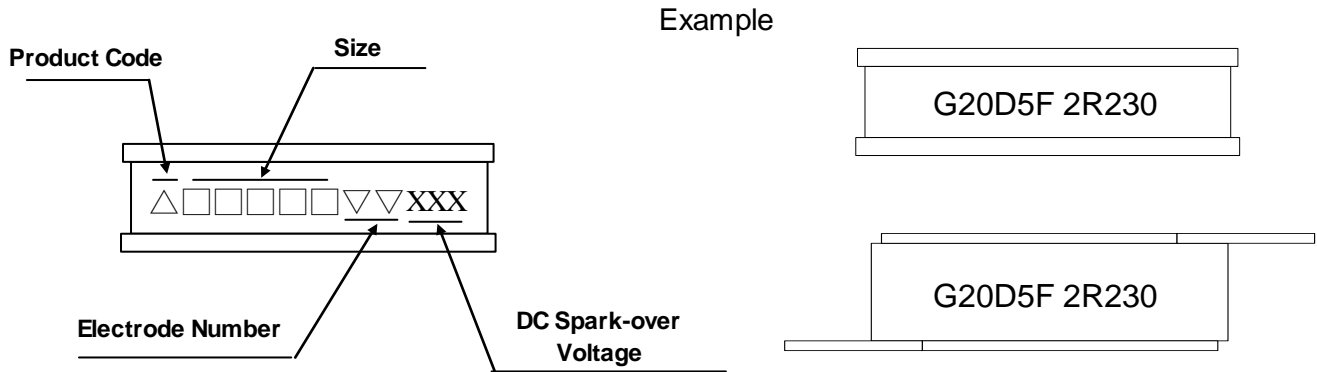 Example
Product Code
Size
△□□□□□▽▽XXX
Electrode Number
DC Spark-over
Voltage
G20D5F 2R230
G20D5F 2R230